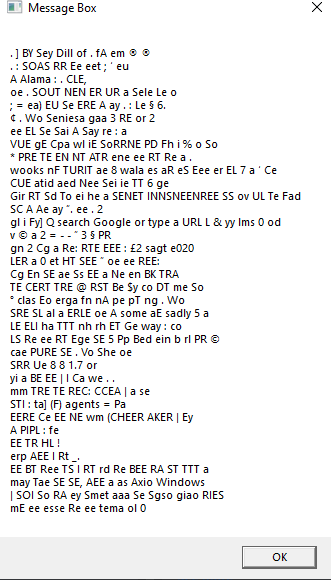 Message Box
. ] BY Sey Dill of . fA em ® ®
. : SOAS RR Ee eet ; ‘ eu
A Alama : . CLE,
oe . SOUT NEN ER UR a Sele Le o
; = ea) EU Se ERE A ay . : Le § 6.
¢ . Wo Seniesa gaa 3 RE or 2
ee EL Se Sai A Say re : a
VUE gE Cpa wl iE SoRRNE PD Fh i % o So
* PRE TE EN NT ATR ene ee RT Re a .
wooks nF TURIT ae 8 wala es aR eS Eee er EL 7 a ‘ Ce
CUE atid aed Nee Sei ie TT 6 ge
Gir RT Sd To ei he a SENET INNSNEENREE SS ov UL Te Fad
SC A Ae ay “. ee . 2
gl i Fy] Q search Google or type a URL L & yy Ims 0 od
v © a 2 = - - “ 3 § PR
gn 2 Cg a Re: RTE EEE : £2 sagt e020
LER a 0 et HT SEE “ oe ee REE:
Cg En SE ae Ss EE a Ne en BK TRA
TE CERT TRE @ RST Be $y co DT me So
° clas Eo erga fn nA pe pT ng . Wo
SRE SL al a ERLE oe A some aE sadly 5 a
LE ELI ha TTT nh rh ET Ge way : co
LS Re ee RT Ege SE 5 Pp Bed ein b rl PR ©
cae PURE SE . Vo She oe
SRR Ue 8 8 1.7 or
yi a BE EE | I Ca we . .
mm TRE TE REC: CCEA | a se
STI : ta] (F) agents = Pa
EERE Ce EE NE wm (CHEER AKER | Ey
A PIPL : fe
EE TR HL !
erp AEE I Rt _.
EE BT Ree TS I RT rd Re BEE RA ST TTT a
may Tae SE SE, AEE a as Axio Windows
| SOI So RA ey Smet aaa Se Sgso giao RIES
mE ee esse Re ee tema ol 0
OK